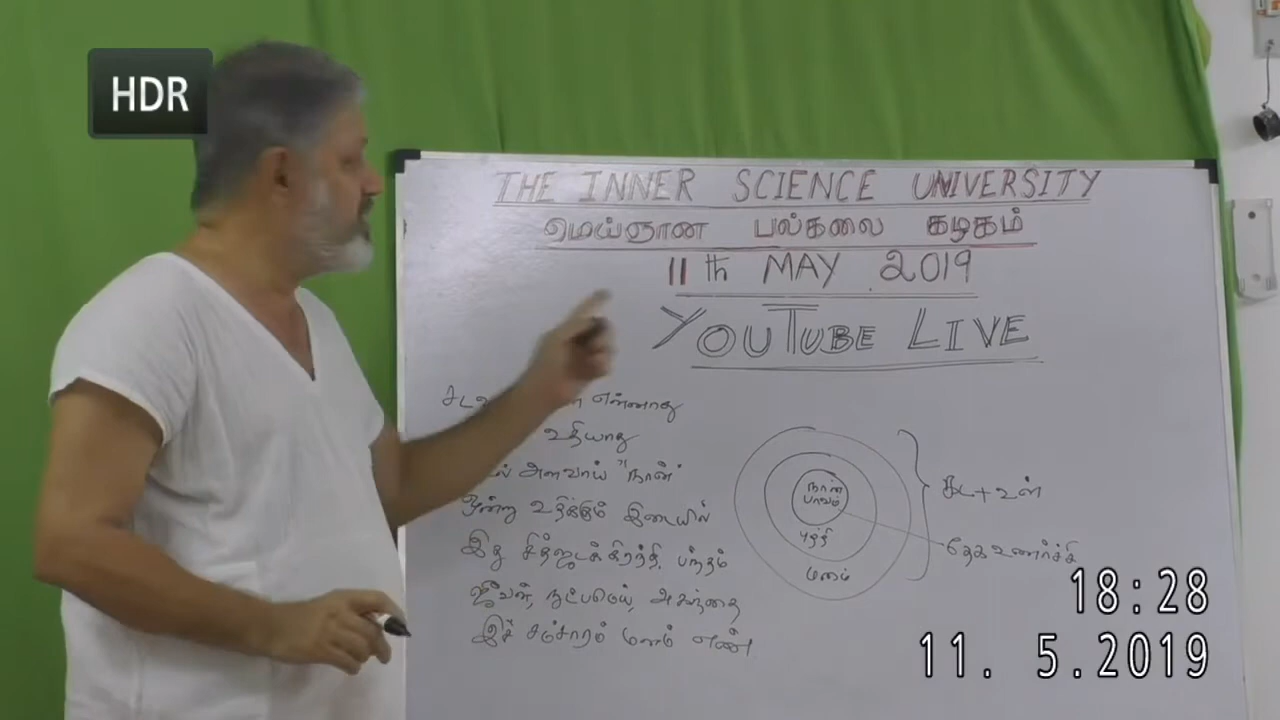 HDR
THE INNER SCIENCE UNIVERSITY
மெய்ஞான பல்கலை கழகம்
11th MAY 2019
YOUTUBE LIVE
என்னாது
உதியாது
அளவாய் "நான்"
ஒன்று உதிக்கும் இடையில்
இது சித்ஜடக்கிரந்தி, பந்தம்
ஜீவன், நுட்பமெய், அகந்தை
இச் சம்சாரம் மனம் எண்
நான்
பாவம்
புத்தி
மனம்
கட + உள்
தேக உணர்ச்சி
18:28
11. 5.2019